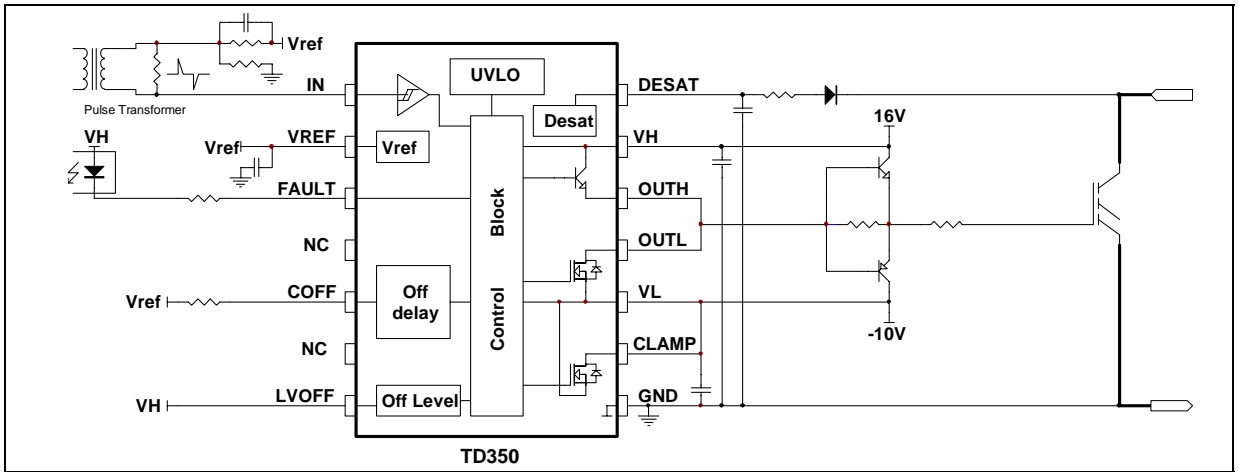 Vref
Pulse Transformer
IN
UVLO
DESAT
Desat
16V
VH
Vref
VREF
Vref
VH
FAULT
OUTH
Control Block
NC
OUTL
Vref
COFF
Off
delay
VL
-10V
NC
CLAMP
VH
LVOFF
Off Level
GND
TD350